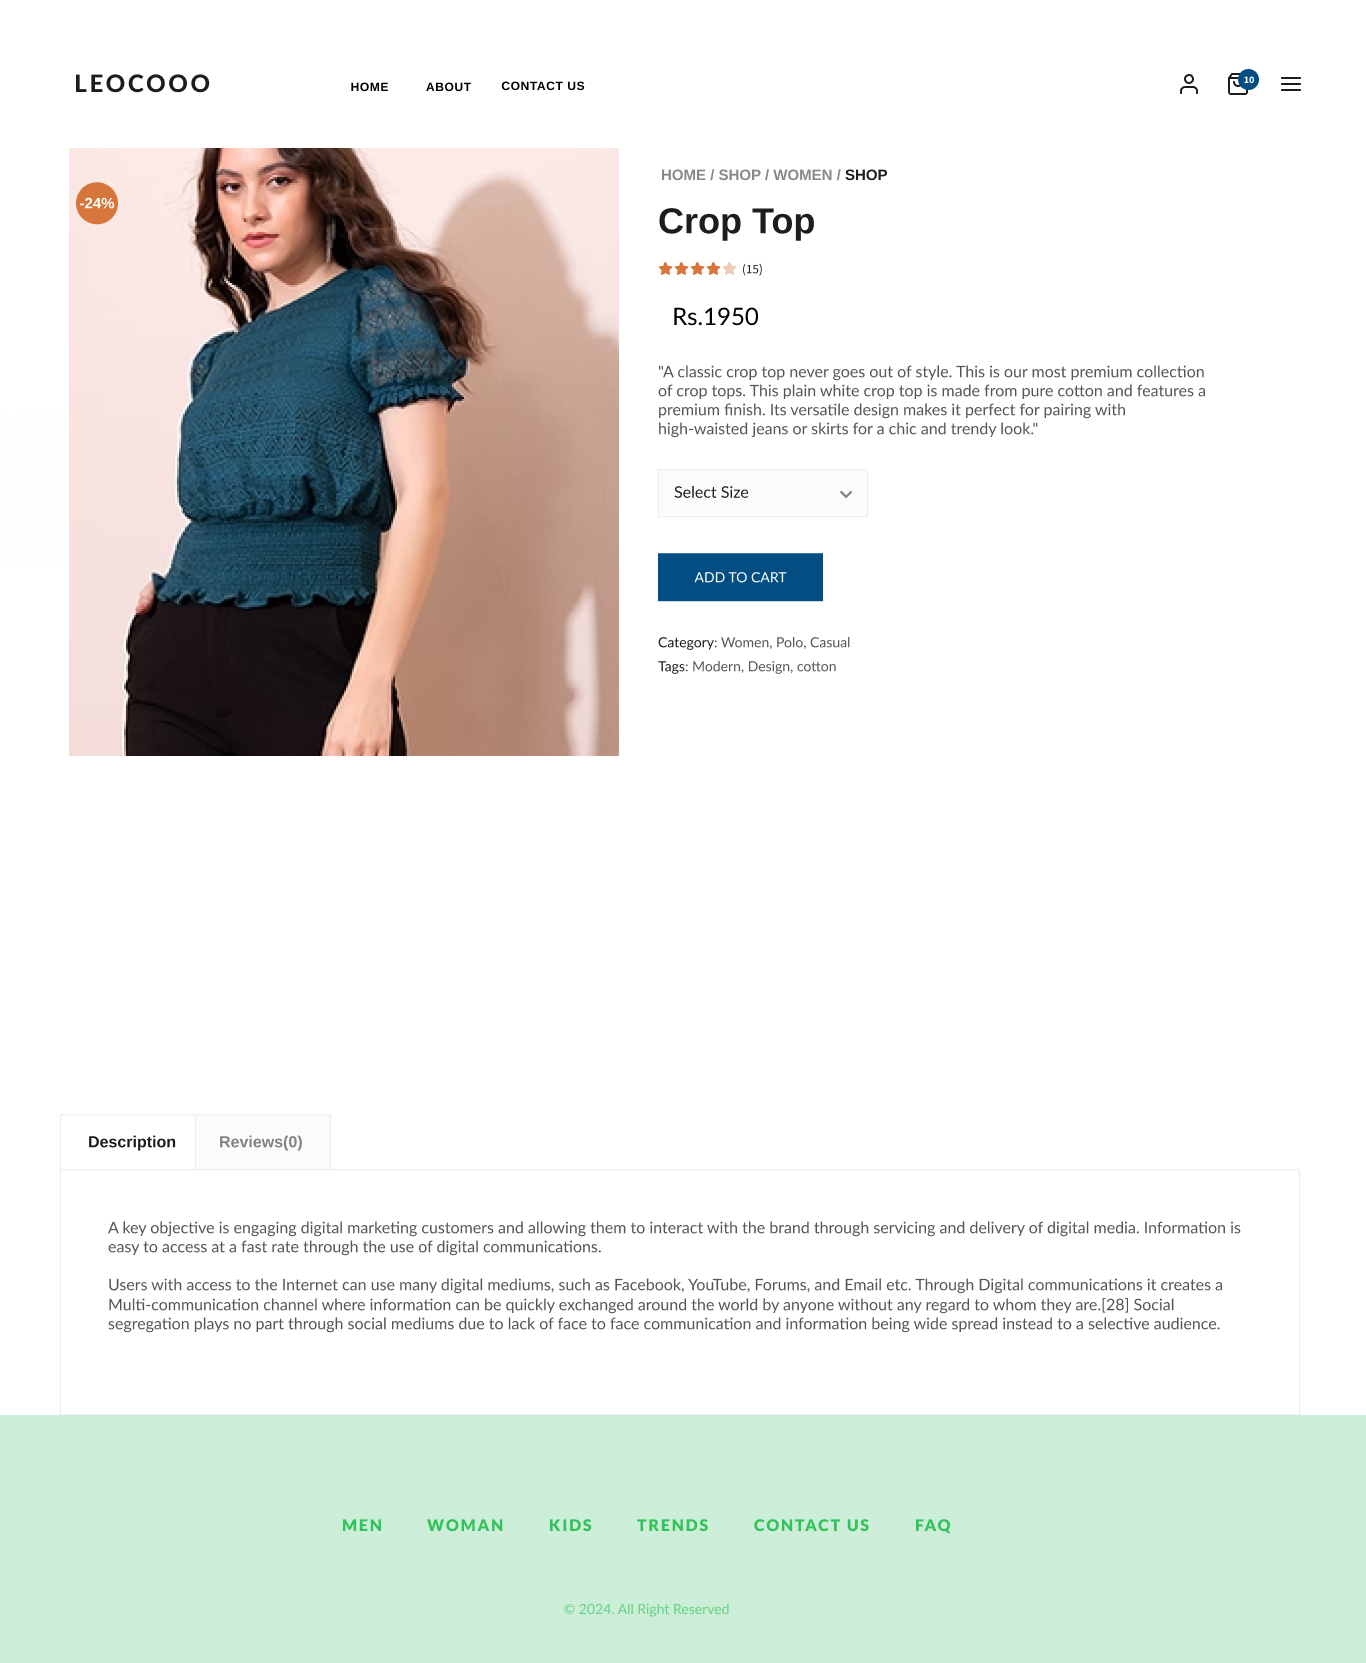 LEOCOOO
HOME ABOUT CONTACT US
10
-24%
HOME / SHOP / WOMEN / SHOP
Crop Top
(15)
Rs.1950
"A classic crop top never goes out of style. This is our most premium collection
of crop tops. This plain white crop top is made from pure cotton and features a
premium finish. Its versatile design makes it perfect for pairing with
high-waisted jeans or skirts for a chic and trendy look."
Select Size
ADD TO CART
Category: Women, Polo, Casual
Tags: Modern, Design, cotton
Description Reviews(0)
A key objective is engaging digital marketing customers and allowing them to interact with the brand through servicing and delivery of digital media. Information is
easy to access at a fast rate through the use of digital communications.
Users with access to the Internet can use many digital mediums, such as Facebook, YouTube, Forums, and Email etc. Through Digital communications it creates a
Multi-communication channel where information can be quickly exchanged around the world by anyone without any regard to whom they are.[28] Social
segregation plays no part through social mediums due to lack of face to face communication and information being wide spread instead to a selective audience.
MEN WOMAN KIDS TRENDS CONTACT US FAQ
© 2024. All Right Reserved